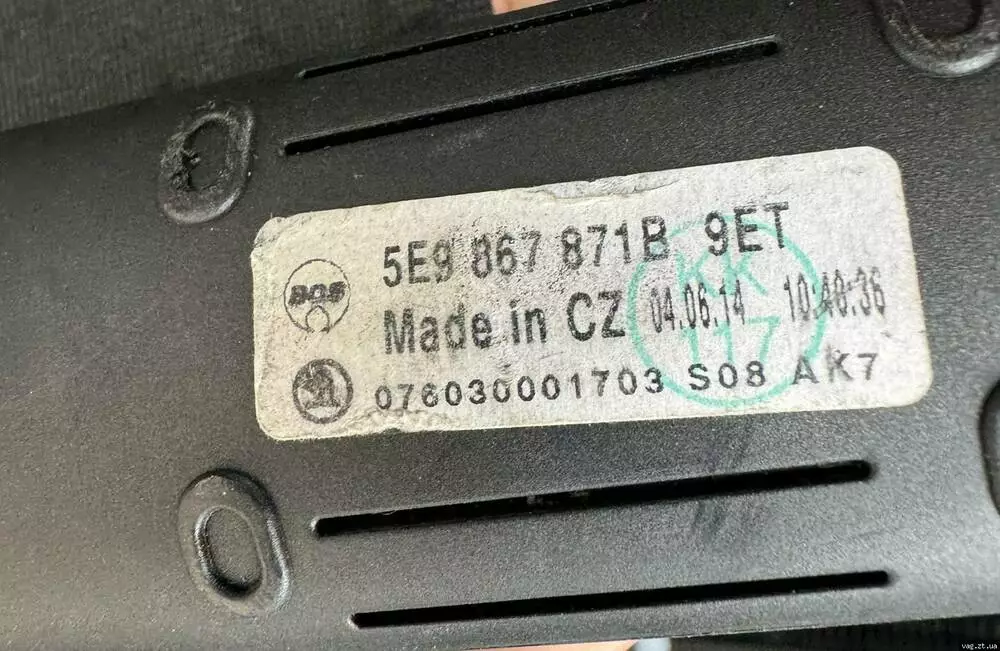 5E9 867 871B 9ET
BOS
Made in CZ 04.06.14 10:40:36
KK
117
076030001703 S08 AK7
vag.zt.ua